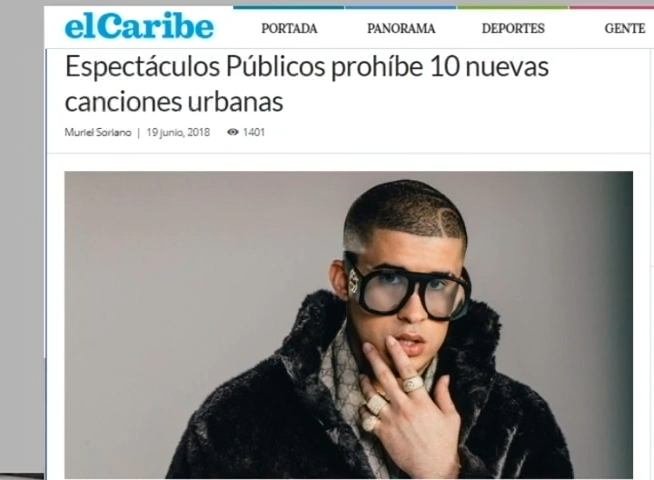 elCaribe PORTADA PANORAMA DEPORTES GENTE
Espectáculos Públicos prohíbe 10 nuevas
canciones urbanas
Muriel Soriano | 19 junio, 2018 1401